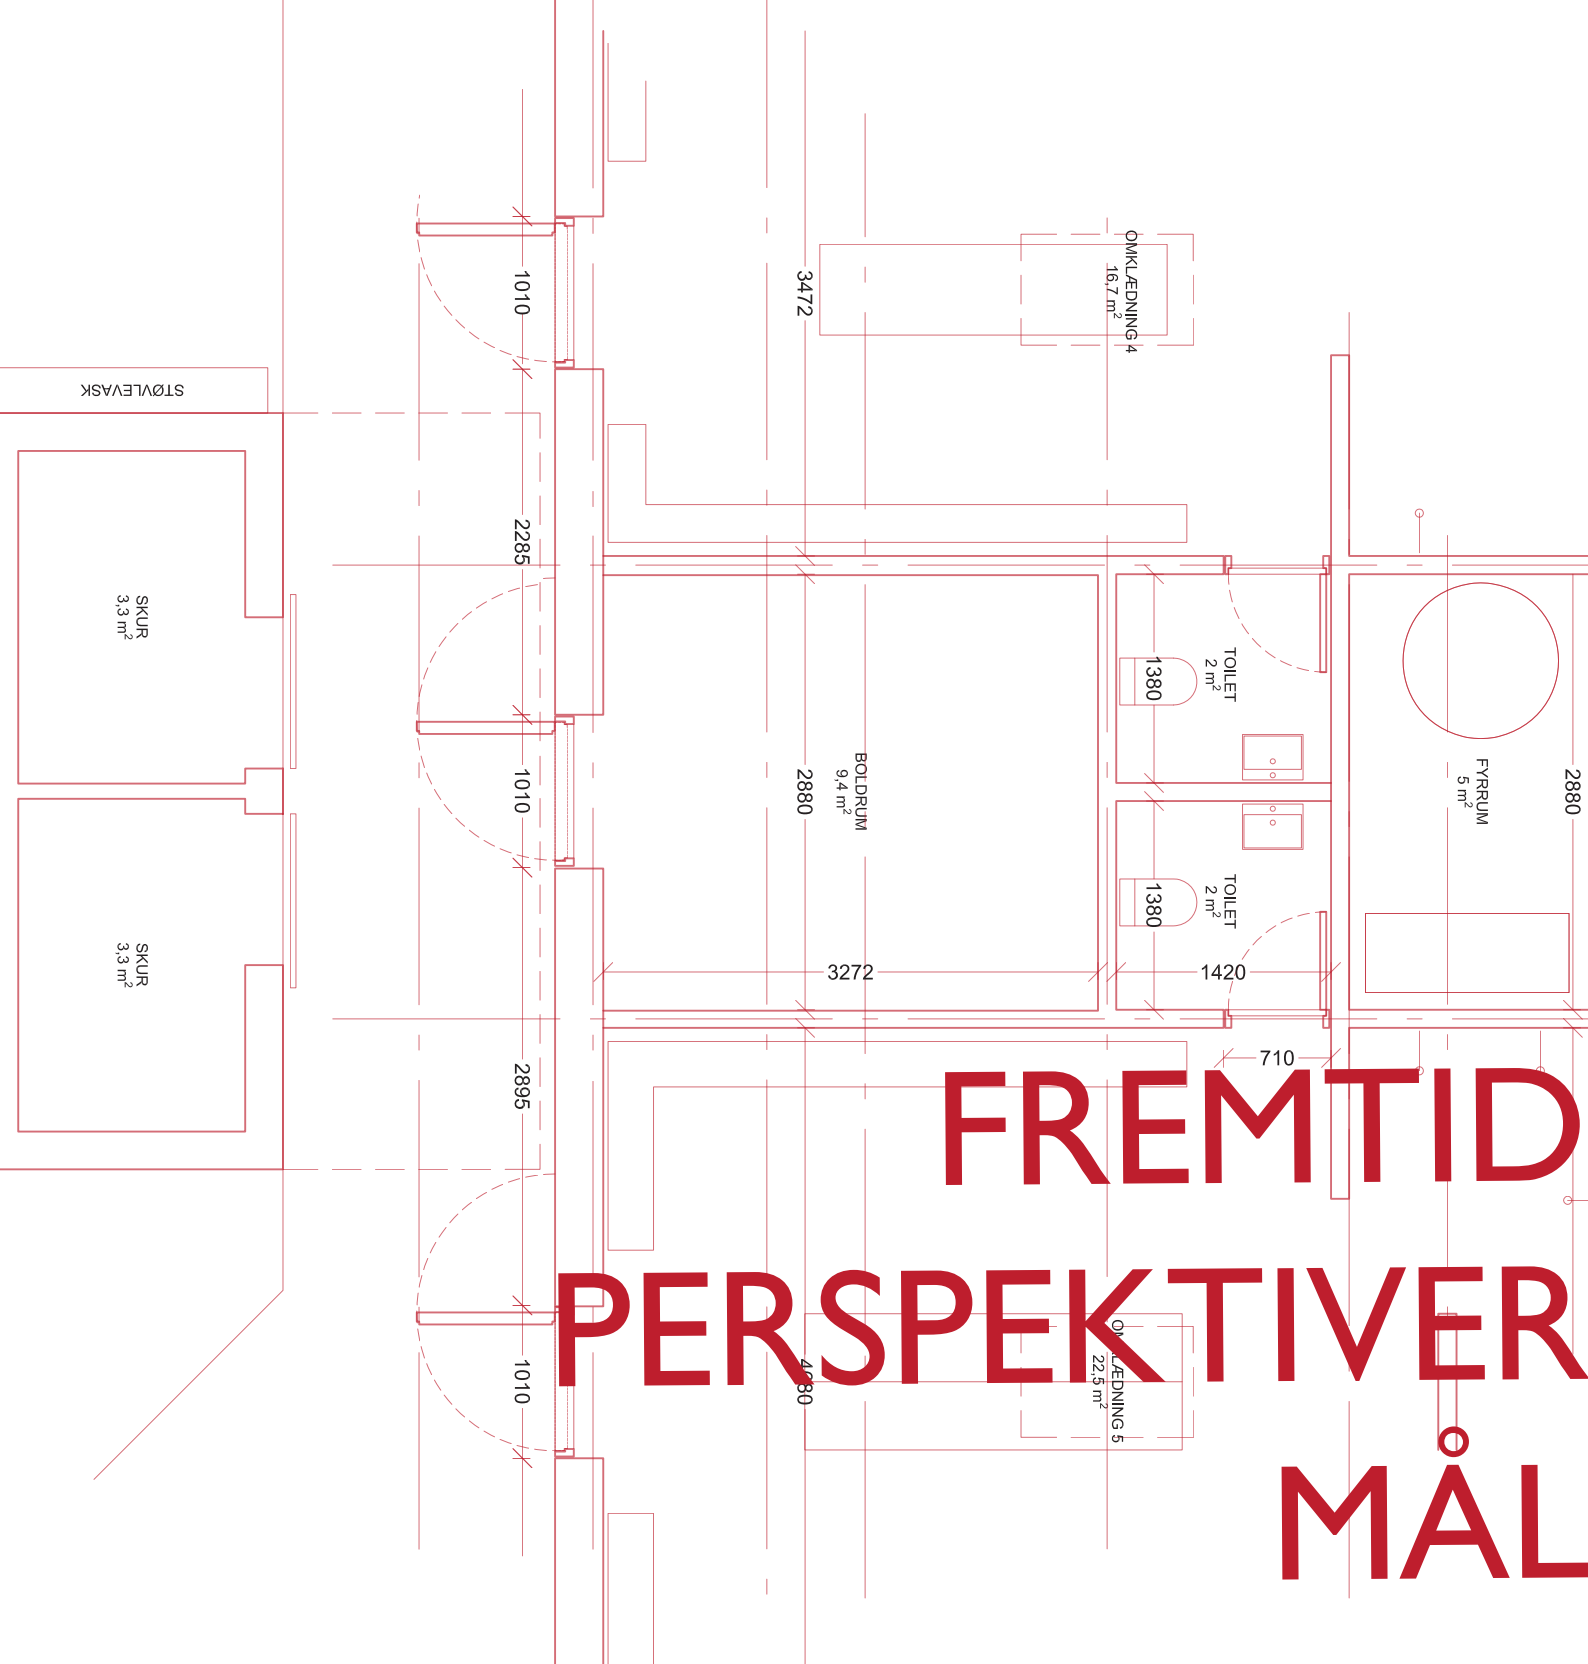 1010
3472
OMKLÆDNING 4
16,7 m²
STØVLEVASK
2285
SKUR
3,3 m²
1380
TOILET
2 m²
1010
2880
BOLDRUM
9,4 m²
FYRRUM
5 m²
2880
1380
TOILET
2 m²
SKUR
3,3 m²
3272
1420
2895
710
FREMTID
PERSPEKTIVER
1010
OMKLÆDNING 5
22,5 m²
MÅL